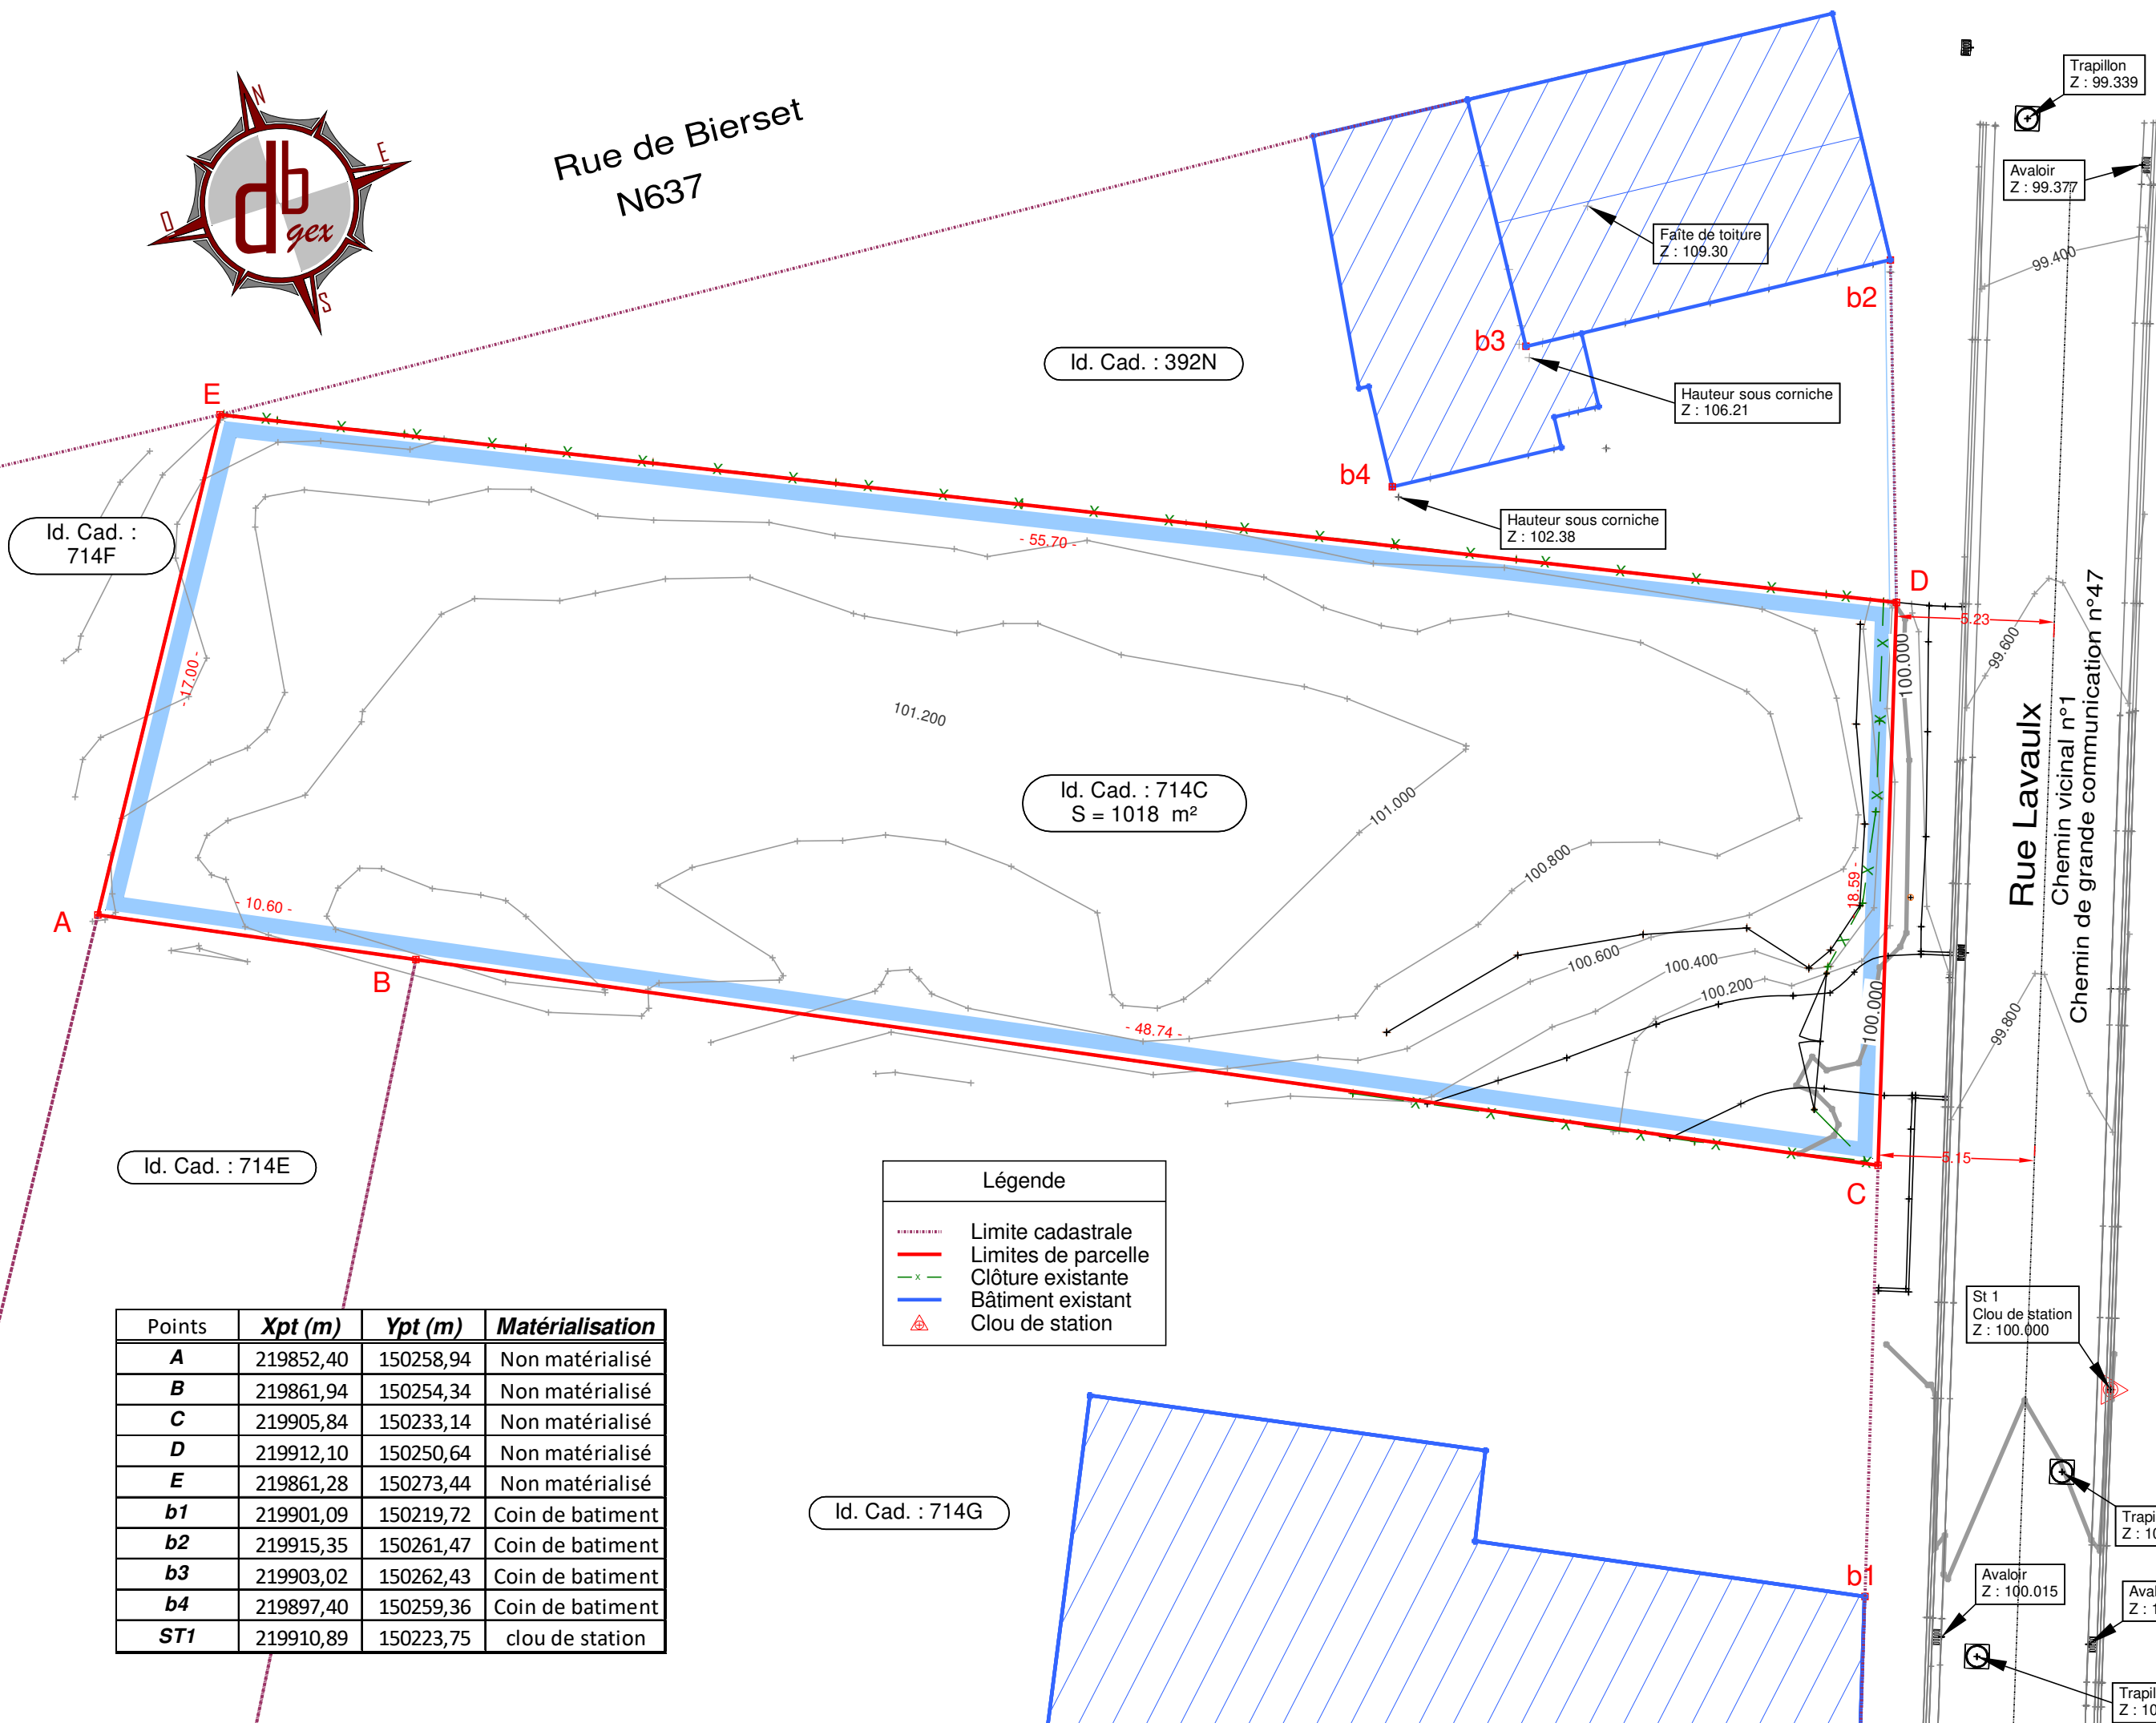 N
E
S
O
db
gex
Rue de Bierset
N637
Trapillon
Z : 99.339
Avaloir
Z : 99.377
99.400
Faîte de toiture
Z : 109.30
b2
b3
Id. Cad. : 392N
Hauteur sous corniche
Z : 106.21
E
b4
Hauteur sous corniche
Z : 102.38
Id. Cad. :
714F
- 55.70 -
D
5.23
99.600
100.000
- 17.00 -
101.200
Id. Cad. : 714C
S = 1018 m²
101.000
100.800
- 18.59 -
Rue Lavaulx
Chemin vicinal n°1
Chemin de grande communication n°47
A
- 10.60 -
B
100.600
100.400
100.200
100.000
99.800
- 48.74 -
5.15
C
Id. Cad. : 714E
Légende
Limite cadastrale
Limites de parcelle
x Clôture existante
Bâtiment existant
Clou de station
St 1
Clou de station
Z : 100.000
Points Xpt (m) Ypt (m) Matérialisation
A 219852,40 150258,94 Non matérialisé
B 219861,94 150254,34 Non matérialisé
C 219905,84 150233,14 Non matérialisé
D 219912,10 150250,64 Non matérialisé
E 219861,28 150273,44 Non matérialisé
b1 219901,09 150219,72 Coin de batiment
b2 219915,35 150261,47 Coin de batiment
b3 219903,02 150262,43 Coin de batiment
b4 219897,40 150259,36 Coin de batiment
ST1 219910,89 150223,75 clou de station
Id. Cad. : 714G
b1
Trapi
Z : 10
Avaloir
Z : 100.015
Aval
Z : 1
Trapil
Z : 10